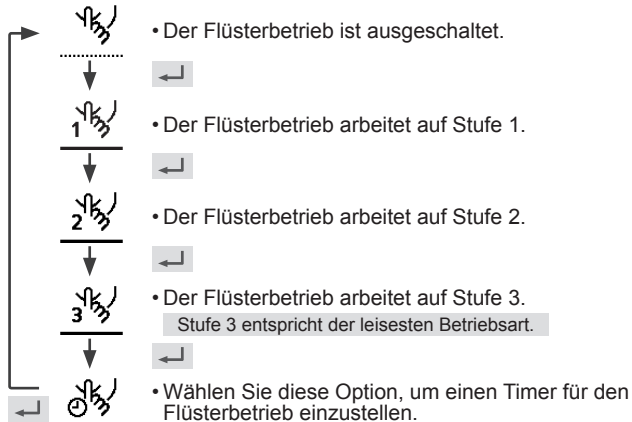 • Der Flüsterbetrieb ist ausgeschaltet.
1
• Der Flüsterbetrieb arbeitet auf Stufe 1.
2
• Der Flüsterbetrieb arbeitet auf Stufe 2.
3
• Der Flüsterbetrieb arbeitet auf Stufe 3.
Stufe 3 entspricht der leisesten Betriebsart.
• Wählen Sie diese Option, um einen Timer für den
Flüsterbetrieb einzustellen.